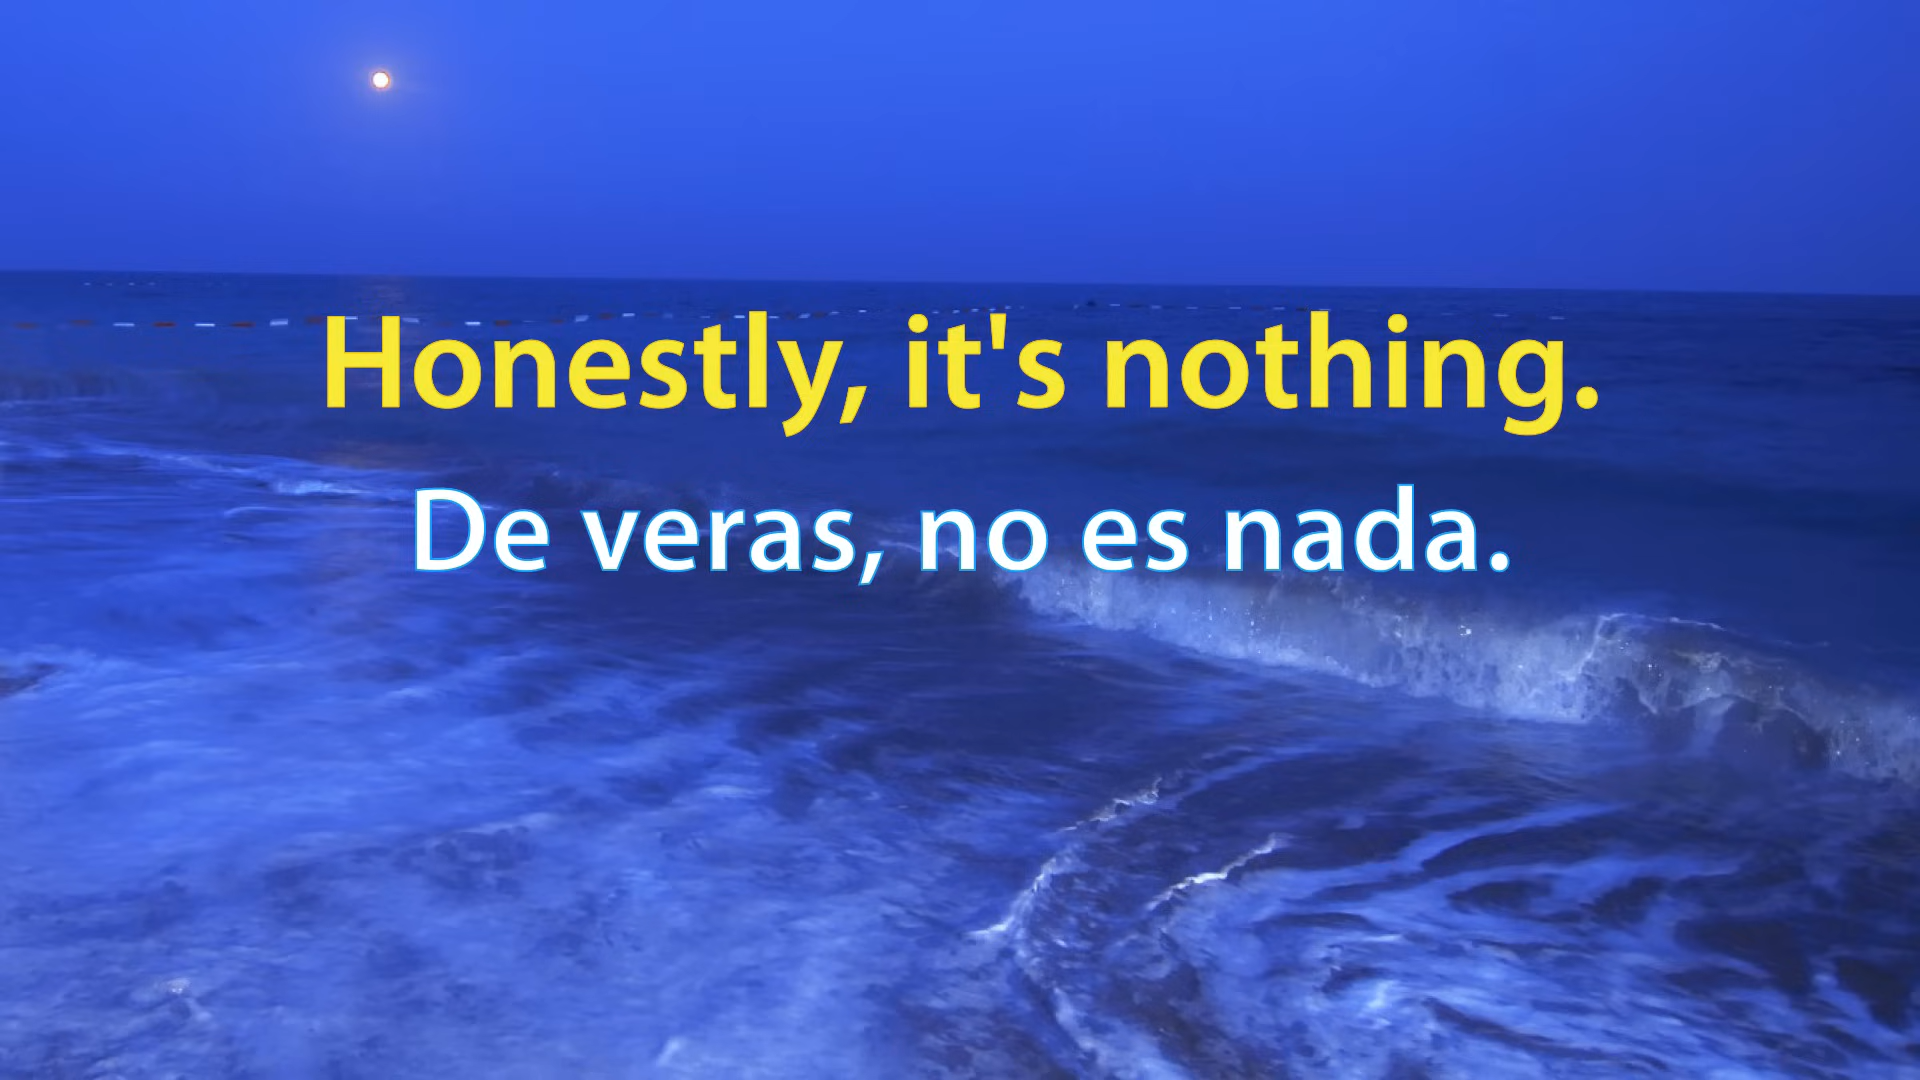 Honestly, it's nothing.
De veras, no es nada.